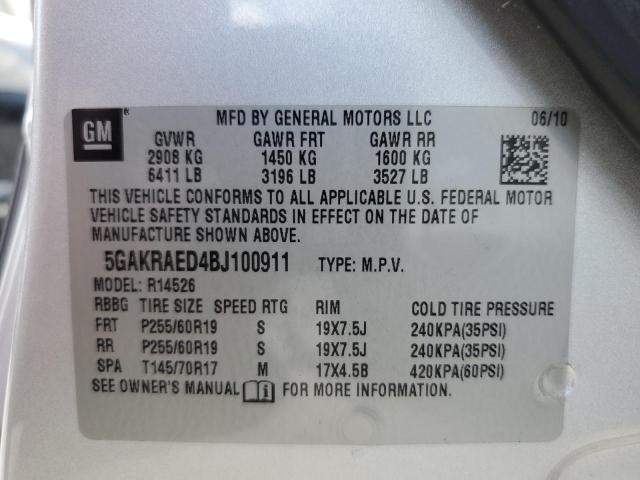 GM ®
MFD BY GENERAL MOTORS LLC 06/10
GVWR GAWR FRT GAWR RR
2908 KG 1450 KG 1600 KG
6411 LB 3196 LB 3527 LB
THIS VEHICLE CONFORMS TO ALL APPLICABLE U.S. FEDERAL MOTOR
VEHICLE SAFETY STANDARDS IN EFFECT ON THE DATE OF
MANUFACTURE SHOWN ABOVE.
5GAKRAED4BJ100911 TYPE: M.P.V.
MODEL: R14526
RBBG TIRE SIZE SPEED RTG RIM COLD TIRE PRESSURE
FRT P255/60R19 S 19X7.5J 240KPA(35PSI)
RR P255/60R19 S 19X7.5J 240KPA(35PSI)
SPA T145/70R17 M 17X4.5B 420KPA(60PSI)
SEE OWNER'S MANUAL FOR MORE INFORMATION.